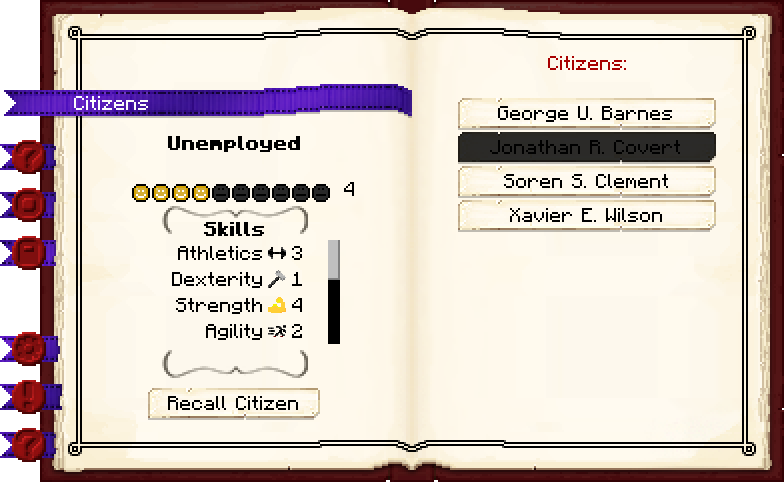 Citizens
Unemployed
4
Skills
Athletics 3
Dexterity 1
Strength 4
Agility 2
Recall Citizen
Citizens:
George U. Barnes
Jonathan R. Covert
Soren S. Clement
Xavier E. Wilson